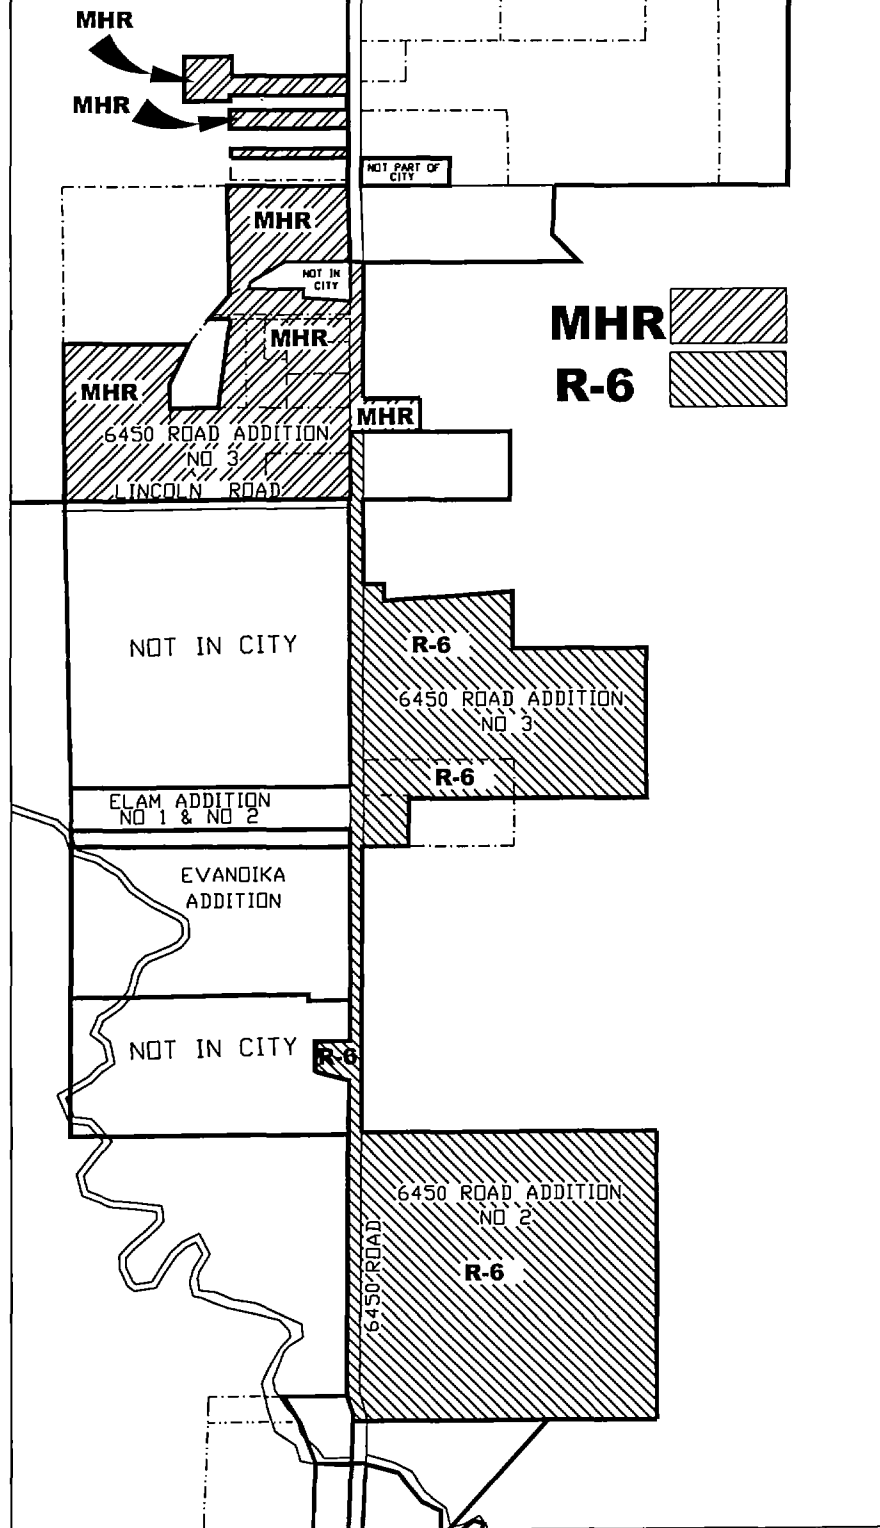 MHR
MHR
NOT PART OF
CITY
MHR
NOT IN
CITY
MHR
R-6
MHR
MHR
MHR
6450 ROAD ADDITION
NO 3
LINCOLN ROAD
NOT IN CITY
R-6
6450 ROAD ADDITION
NO 3
R-6
ELAM ADDITION
NO 1 & NO 2
EVANOIKA
ADDITION
NOT IN CITY
R-6
6450 ROAD ADDITION
NO 2
R-6
6450 ROAD